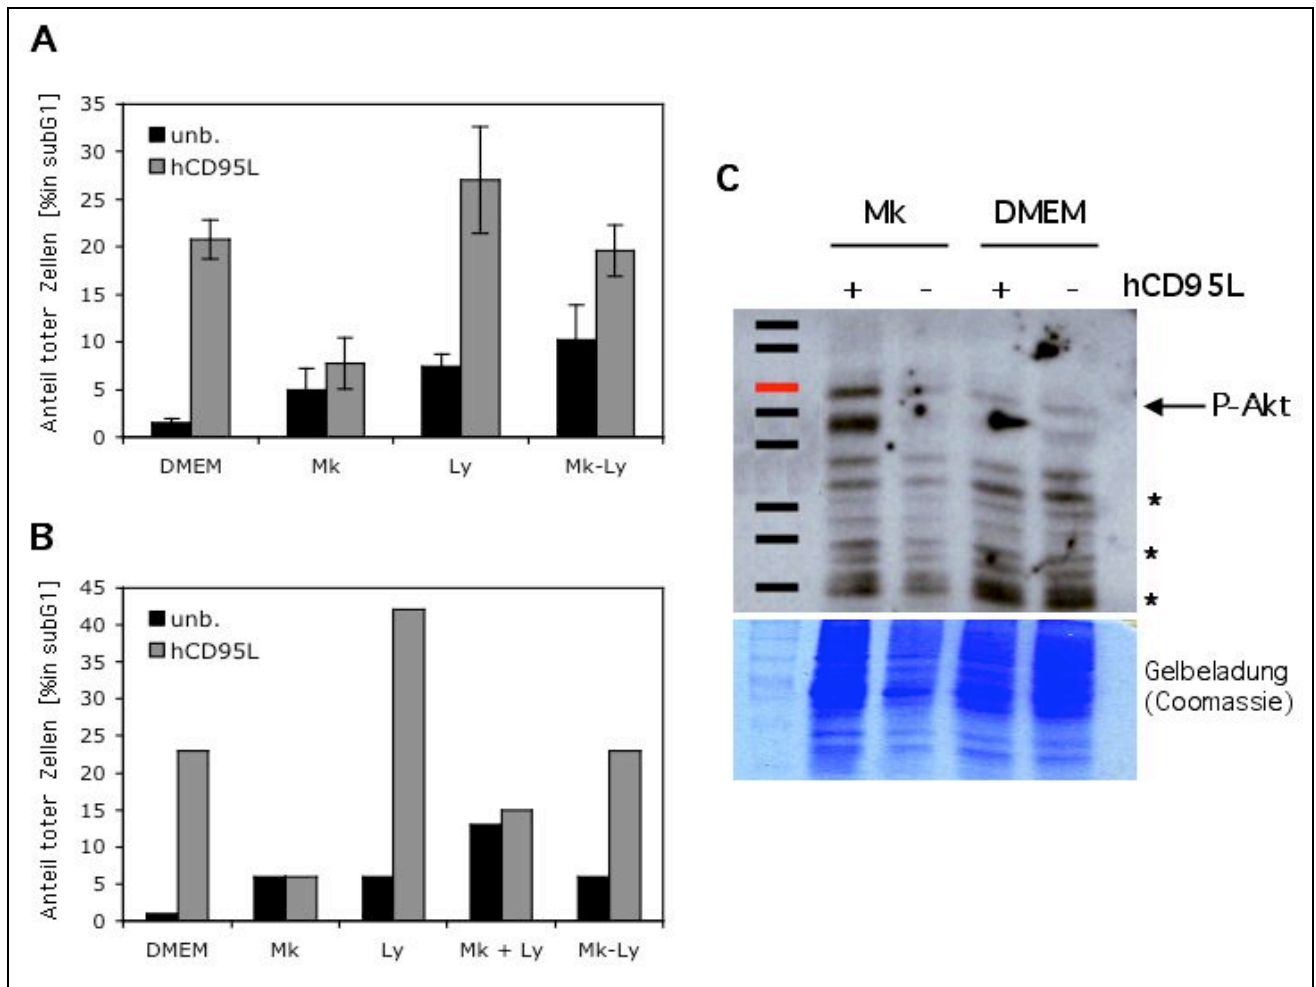 A
Anteil toter Zellen [%in subG1]
35
30
25
20
15
10
5
0
unb.
hCD95L
DMEM Mk Ly Mk-Ly
B
Anteil toter Zellen [%in subG1]
45
40
35
30
25
20
15
10
5
0
unb.
hCD95L
DMEM Mk Ly Mk + Ly Mk-Ly
C
Mk DMEM
+ - + - hCD95L
P-Akt
*
*
*
Gelbeladung
(Coomassie)